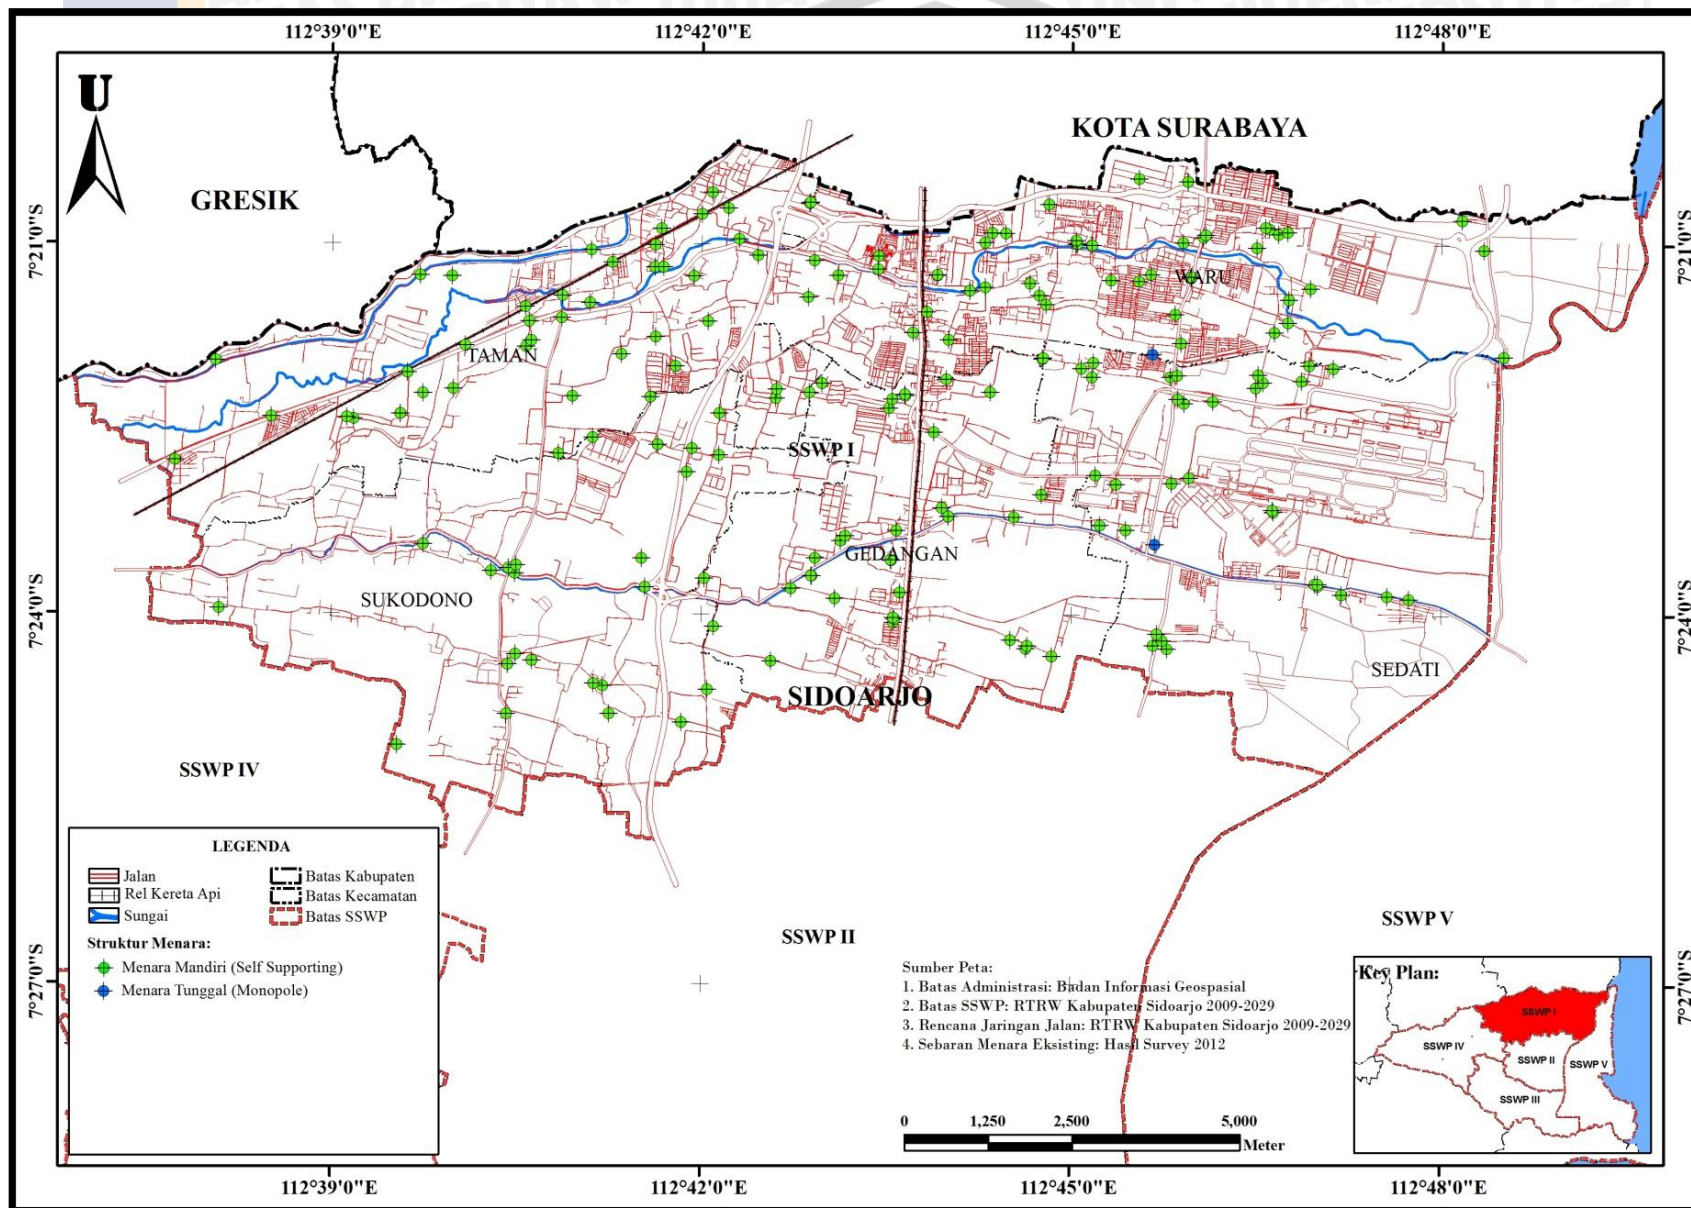 112°39'0"E
112°42'0"E
112°45'0"E
112°48'0"E
U
KOTA SURABAYA
GRESIK
7°21'0"S
7°21'0"S
WARU
TAMAN
SSWP I
GEDANGAN
SUKODONO
7°24'0"S
7°24'0"S
SEDATI
SIDOARJO
SSWP IV
LEGENDA
Jalan
Rel Kereta Api
Sungai
Batas Kabupaten
Batas Kecamatan
Batas SSWP
Struktur Menara:
Menara Mandiri (Self Supporting)
Menara Tunggal (Monopole)
SSWP II
SSWP V
7°27'0"S
7°27'0"S
Sumber Peta:
1. Batas Administrasi: Badan Informasi Geospasial
2. Batas SSWP: RTRW Kabupaten Sidoarjo 2009-2029
3. Rencana Jaringan Jalan: RTRW Kabupaten Sidoarjo 2009-2029
4. Sebaran Menara Eksisting: Hasil Survey 2012
0 1,250 2,500 5,000
Meter
Key Plan:
SSWP I
SSWP IV
SSWP II
SSWP V
SSWP III
112°39'0"E
112°42'0"E
112°45'0"E
112°48'0"E